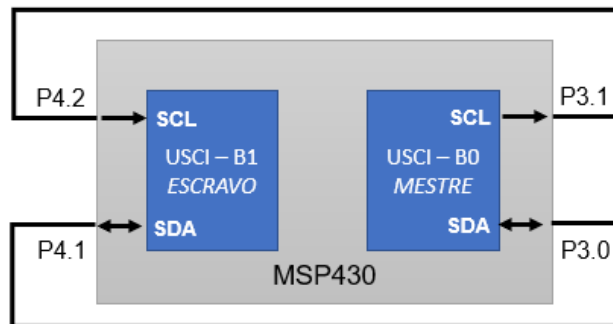 P4.2
P3.1
SCL
SCL
USCI – B1
USCI – B0
ESCRAVO
MESTRE
SDA
SDA
P4.1
P3.0
MSP430